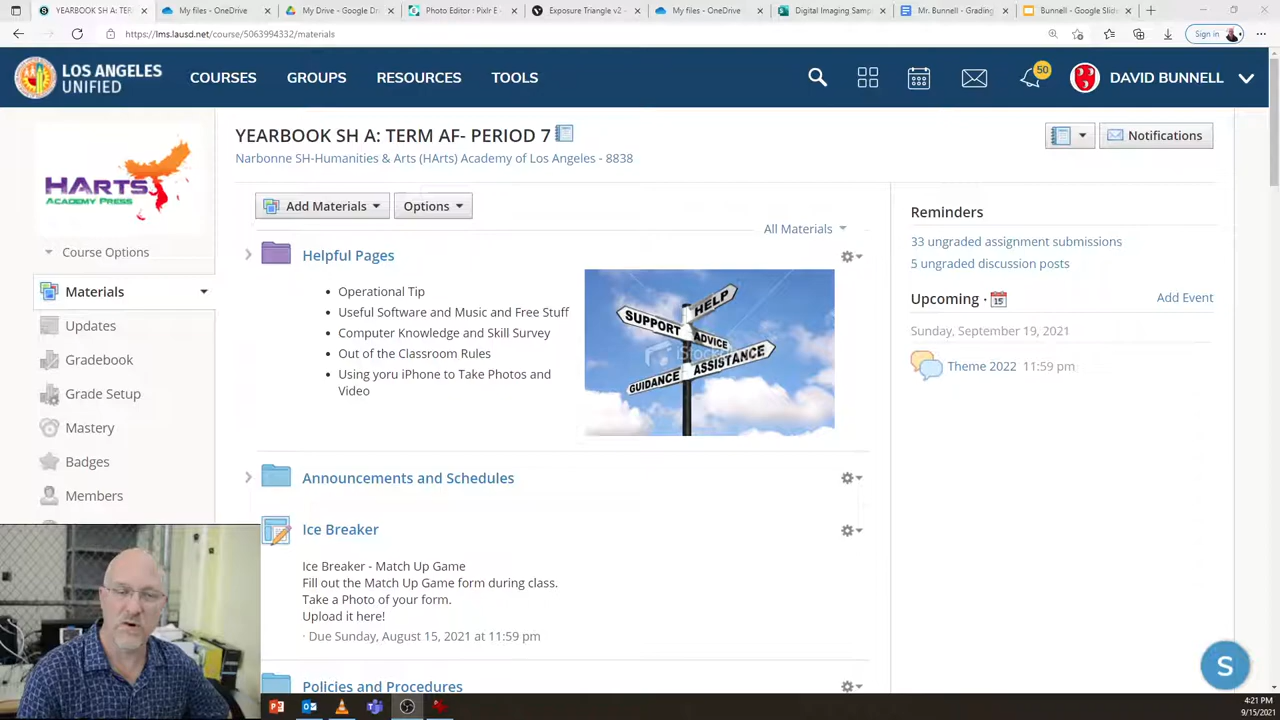 YEARBOOK SH A: TER
My files - OneDrive
My Drive - Google Dri
Photo Editor : Pixlr E
Exposure Triangle v2 -
My files - OneDrive
Digital Imaging Samp
Mr. Bunnell - Grading
Bunnell - Google Slide
https://lms.lausd.net/course/5063994332/materials
Sign in
LOS ANGELES
UNIFIED
COURSES
GROUPS
RESOURCES
TOOLS
50
DAVID BUNNELL
YEARBOOK SH A: TERM AF- PERIOD 7
Notifications
Narbonne SH-Humanities & Arts (HArts) Academy of Los Angeles - 8838
HARTS
ACADEMY PRESS
Course Options
Materials
Updates
Gradebook
Grade Setup
Mastery
Badges
Members
Add Materials
Options
All Materials
Helpful Pages
Operational Tip
Useful Software and Music and Free Stuff
Computer Knowledge and Skill Survey
Out of the Classroom Rules
Using yoru iPhone to Take Photos and
Video
HELP
SUPPORT
ADVICE
ASSISTANCE
GUIDANCE
iStock
Announcements and Schedules
Ice Breaker
Ice Breaker - Match Up Game
Fill out the Match Up Game form during class.
Take a Photo of your form.
Upload it here!
· Due Sunday, August 15, 2021 at 11:59 pm
Policies and Procedures
Reminders
33 ungraded assignment submissions
5 ungraded discussion posts
Upcoming · 15
Add Event
Sunday, September 19, 2021
Theme 2022 11:59 pm
S
4:21 PM
9/15/2021